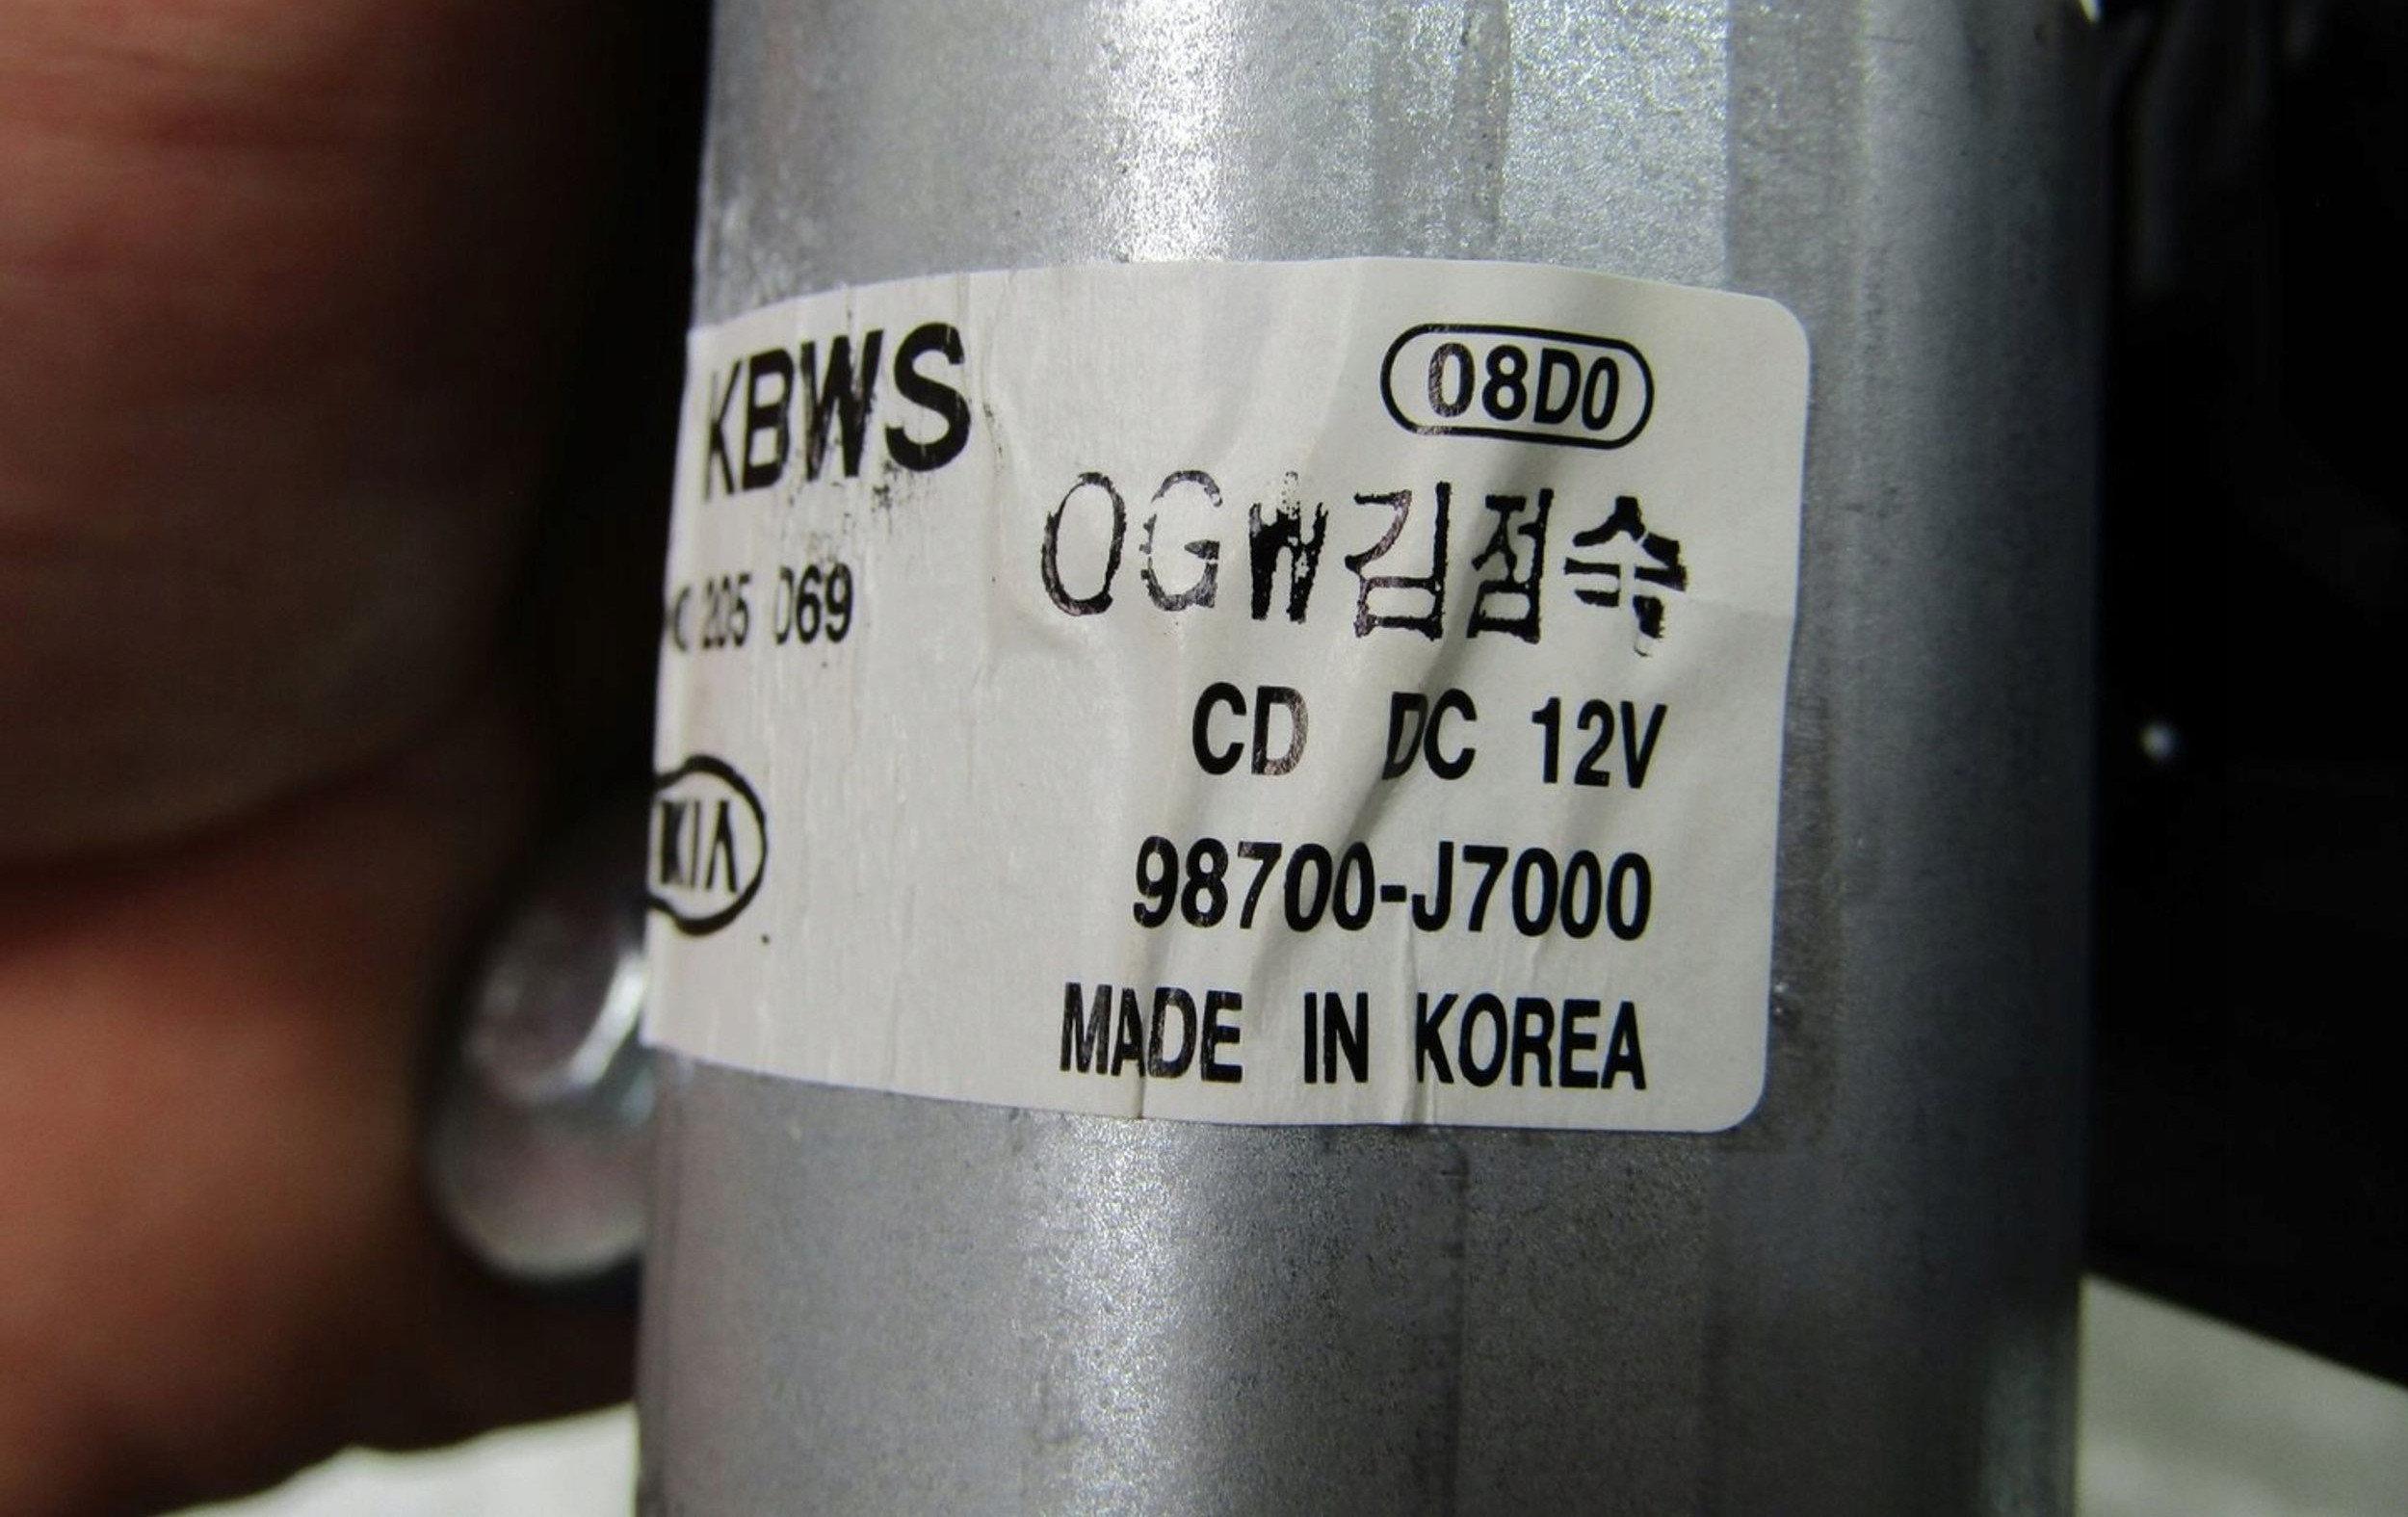 KBWS 08D0
OGW김점숙
205 069
CD DC 12V
KIA
98700-J7000
MADE IN KOREA